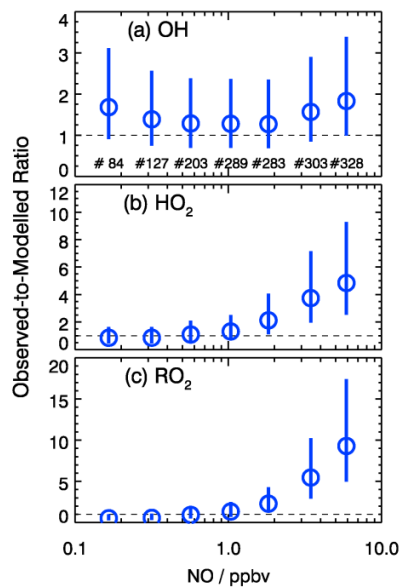 Observed-to-Modelled Ratio
(a) OH
4
3
2
1
0
# 84 #127 #203 #289 #283 #303 #328
(b) HO2
12
10
8
6
4
2
0
(c) RO2
20
15
10
5
0
0.1 1.0 10.0
NO / ppbv